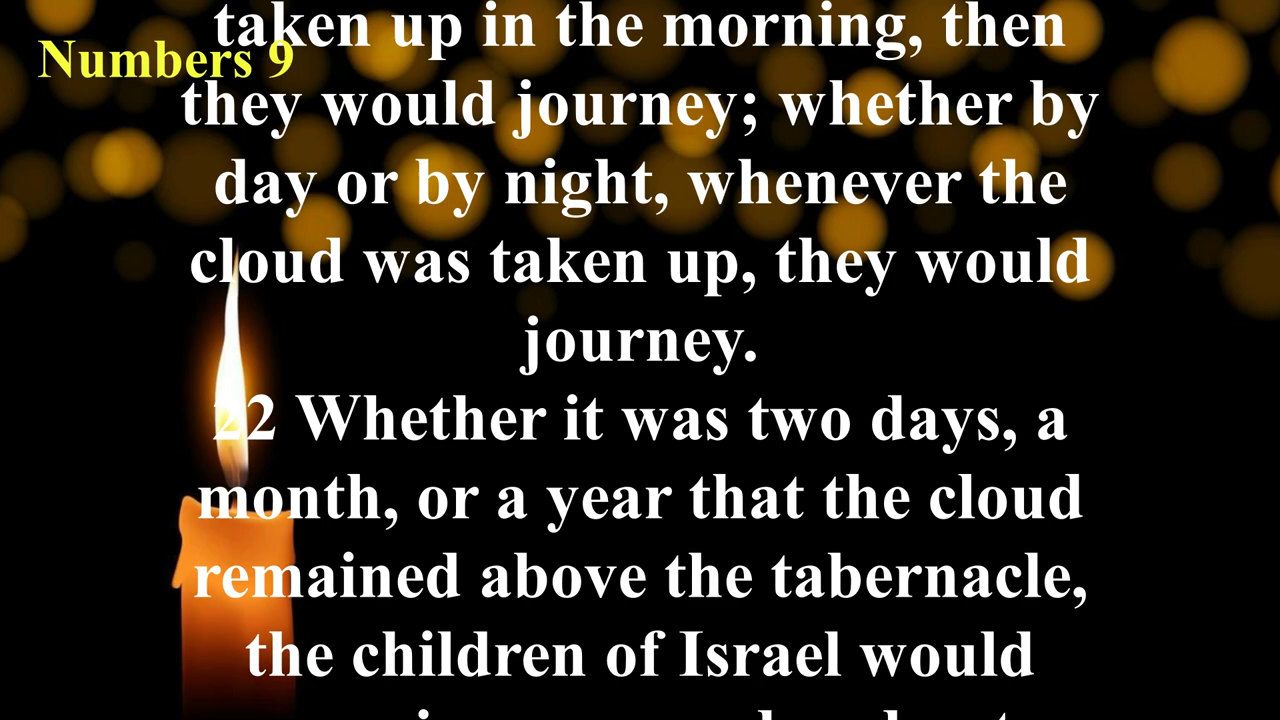 Numbers 9
taken up in the morning, then
they would journey; whether by
day or by night, whenever the
cloud was taken up, they would
journey.
22 Whether it was two days, a
month, or a year that the cloud
remained above the tabernacle,
the children of Israel would